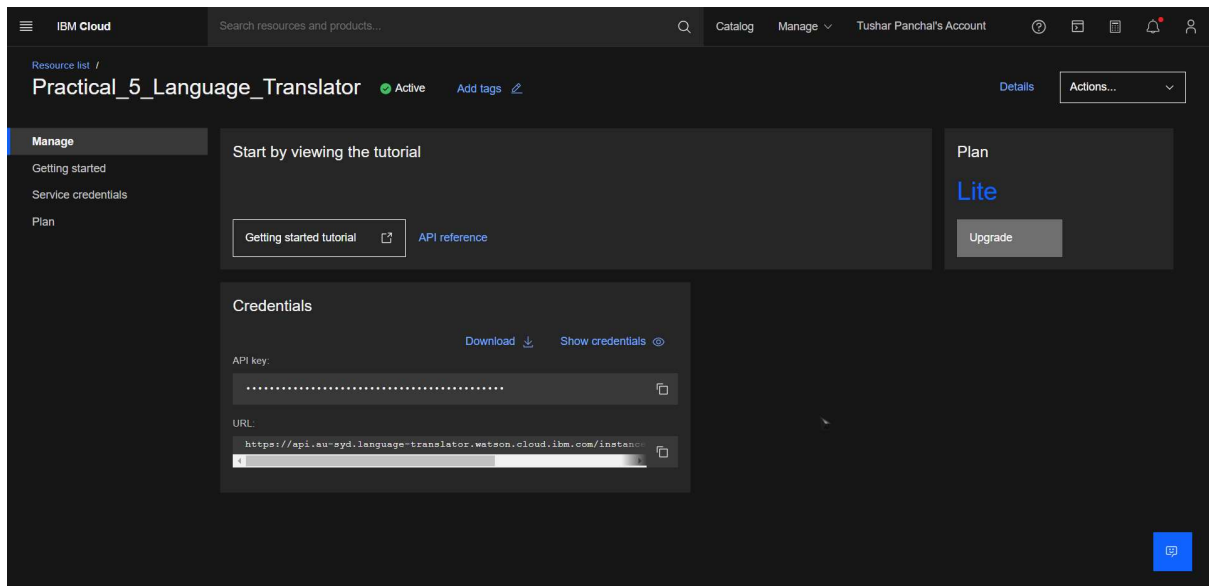 IBM Cloud
Search resources and products...
Catalog
Manage
Tushar Panchal's Account
Resource list /
Practical_5_Language_Translator
Active
Add tags
Details
Actions...
Manage
Getting started
Service credentials
Plan
Start by viewing the tutorial
Getting started tutorial
API reference
Plan
Lite
Upgrade
Credentials
Download
Show credentials
API key:
••••••••••••••••••••••••••••••••••••••••••••
URL:
https://api.au-syd.language-translator.watson.cloud.ibm.com/instance